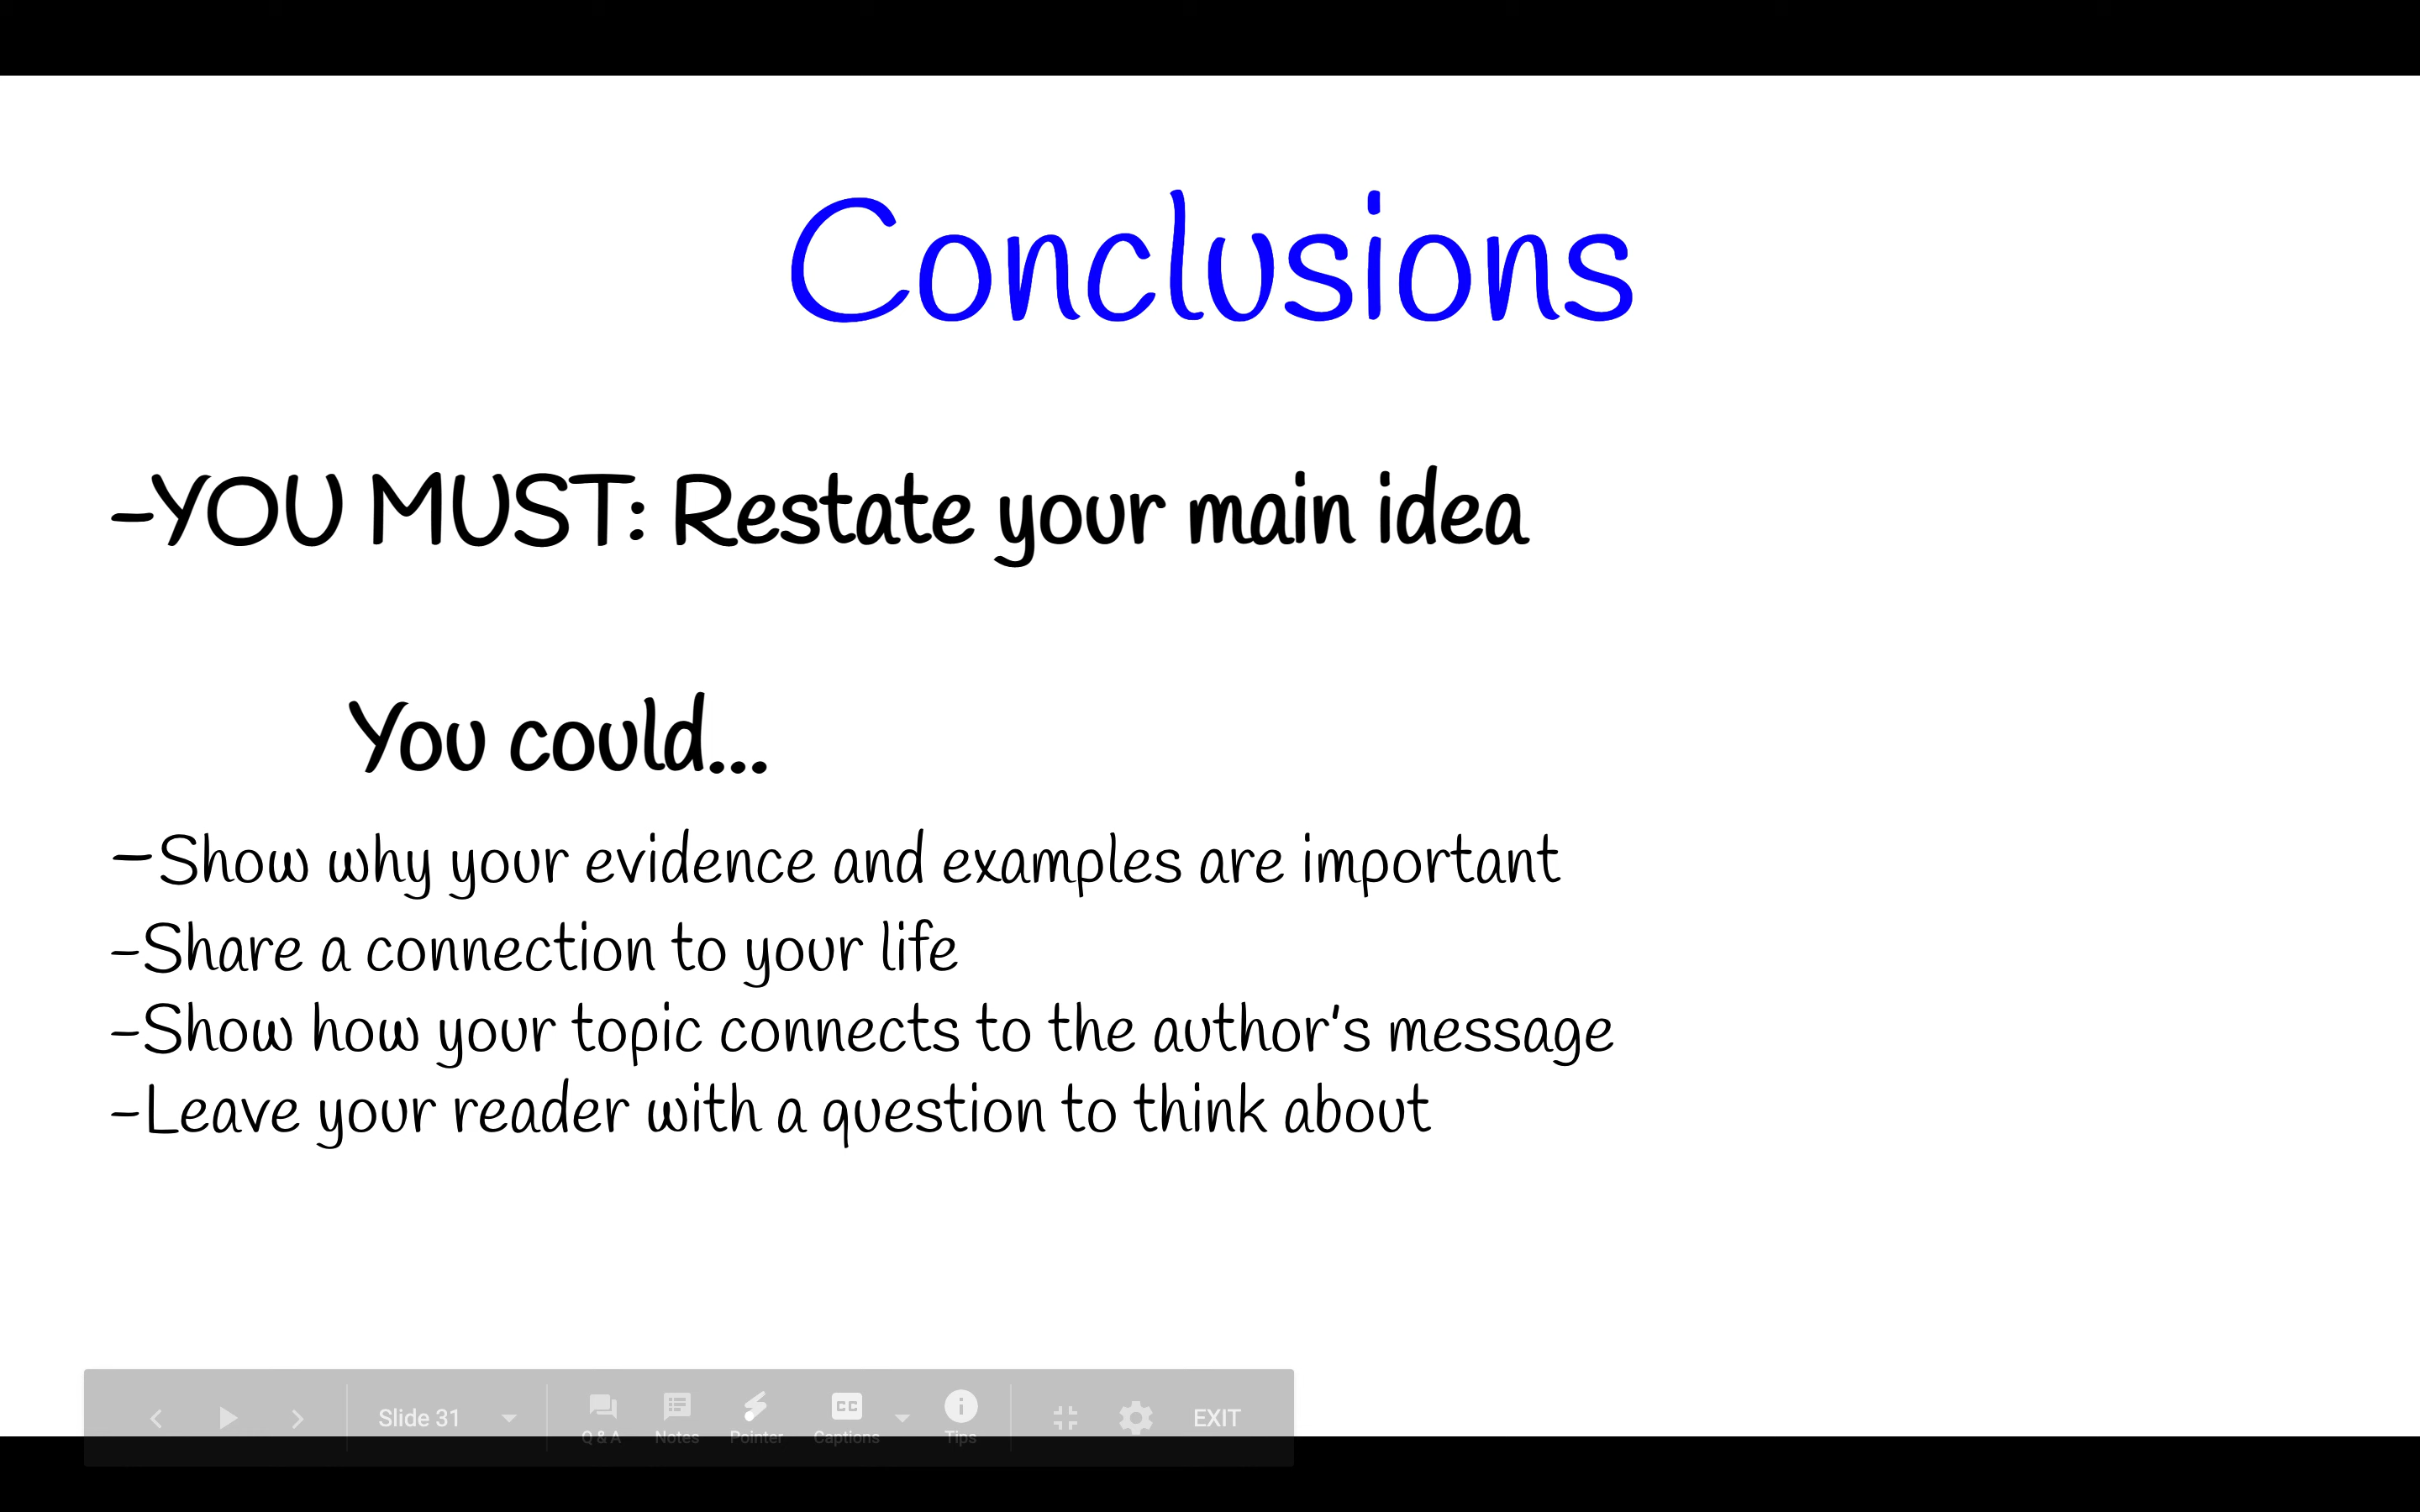 Conclusions
-YOU MUST: Restate your main idea
You could...
-Show why your evidence and examples are important
-Share a connection to your life
-Show how your topic connects to the author's message
-Leave your reader with a question to think about
Slide 31
Q & A Notes Pointer Captions Tips
CC
EXIT